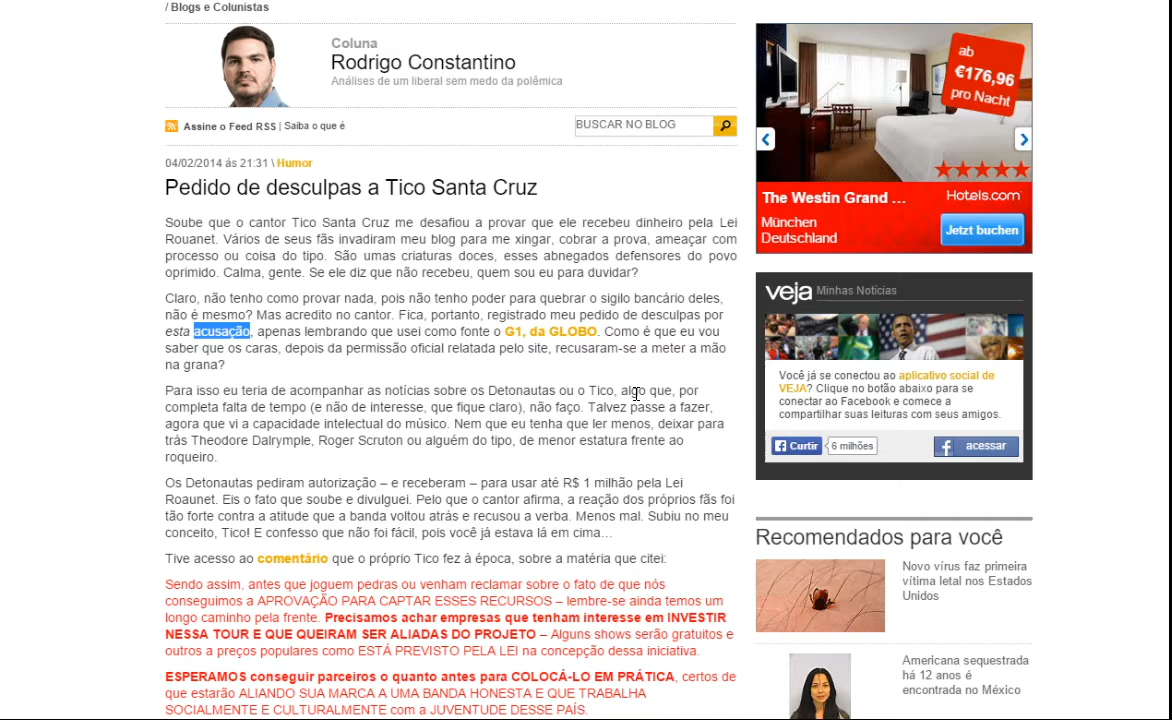 / Blogs e Colunistas
Coluna
Rodrigo Constantino
Análises de um liberal sem medo da polêmica
Assine o Feed RSS | Saiba o que é
BUSCAR NO BLOG
04/02/2014 às 21:31 \ Humor
Pedido de desculpas a Tico Santa Cruz
Soube que o cantor Tico Santa Cruz me desafiou a provar que ele recebeu dinheiro pela Lei
Rouanet. Vários de seus fãs invadiram meu blog para me xingar, cobrar a prova, ameaçar com
processo ou coisa do tipo. São umas criaturas doces, esses abnegados defensores do povo
oprimido. Calma, gente. Se ele diz que não recebeu, quem sou eu para duvidar?
Claro, não tenho como provar nada, pois não tenho poder para quebrar o sigilo bancário deles,
não é mesmo? Mas acredito no cantor. Fica, portanto, registrado meu pedido de desculpas por
esta acusação, apenas lembrando que usei como fonte o G1, da GLOBO. Como é que eu vou
saber que os caras, depois da permissão oficial relatada pelo site, recusaram-se a meter a mão
na grana?
Para isso eu teria de acompanhar as notícias sobre os Detonautas ou o Tico, algo que, por
completa falta de tempo (e não de interesse, que fique claro), não faço. Talvez passe a fazer,
agora que vi a capacidade intelectual do músico. Nem que eu tenha que ler menos, deixar para
trás Theodore Dalrymple, Roger Scruton ou alguém do tipo, de menor estatura frente ao
roqueiro.
Os Detonautas pediram autorização – e receberam – para usar até R$ 1 milhão pela Lei
Roaunet. Eis o fato que soube e divulguei. Pelo que o cantor afirma, a reação dos próprios fãs foi
tão forte contra a atitude que a banda voltou atrás e recusou a verba. Menos mal. Subiu no meu
conceito, Tico! E confesso que não foi fácil, pois você já estava lá em cima…
Tive acesso ao comentário que o próprio Tico fez à época, sobre a matéria que citei:
Sendo assim, antes que joguem pedras ou venham reclamar sobre o fato de que nós
conseguimos a APROVAÇÃO PARA CAPTAR ESSES RECURSOS – lembre-se ainda temos um
longo caminho pela frente. Precisamos achar empresas que tenham interesse em INVESTIR
NESSA TOUR E QUE QUEIRAM SER ALIADAS DO PROJETO – Alguns shows serão gratuitos e
outros a preços populares como ESTÁ PREVISTO PELA LEI na concepção dessa iniciativa.
ESPERAMOS conseguir parceiros o quanto antes para COLOCÁ-LO EM PRÁTICA, certos de
que estarão ALIANDO SUA MARCA A UMA BANDA HONESTA E QUE TRABALHA
SOCIALMENTE E CULTURALMENTE com a JUVENTUDE DESSE PAÍS.
ab
€176,96
pro Nacht
The Westin Grand ...
Hotels.com
München
Deutschland
Jetzt buchen
veja Minhas Notícias
Você já se conectou ao aplicativo social de
VEJA? Clique no botão abaixo para se
conectar ao Facebook e comece a
compartilhar suas leituras com seus amigos.
Curtir 6 milhões
acessar
Recomendados para você
Novo vírus faz primeira
vítima letal nos Estados
Unidos
Americana sequestrada
há 12 anos é
encontrada no México